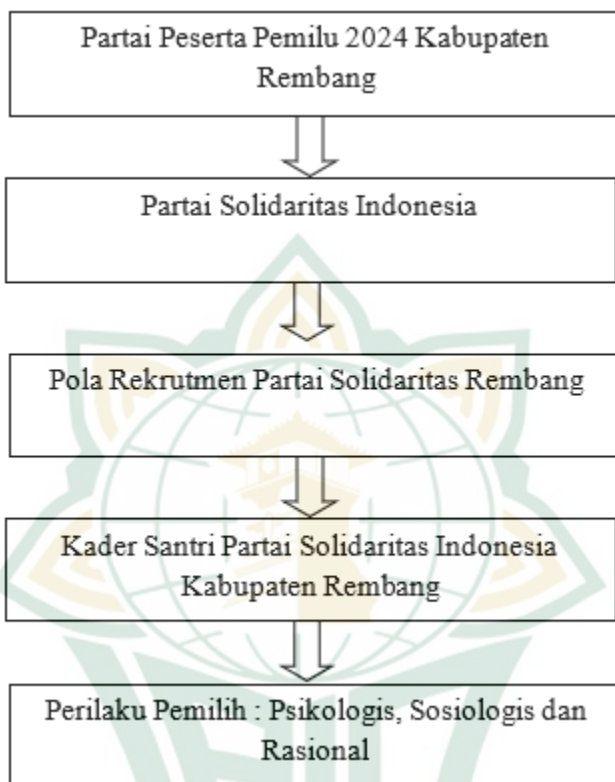 Partai Peserta Pemilu 2024 Kabupaten
Rembang
Partai Solidaritas Indonesia
Pola Rekrutmen Partai Solidaritas Rembang
Kader Santri Partai Solidaritas Indonesia
Kabupaten Rembang
Perilaku Pemilih : Psikologis, Sosiologis dan
Rasional